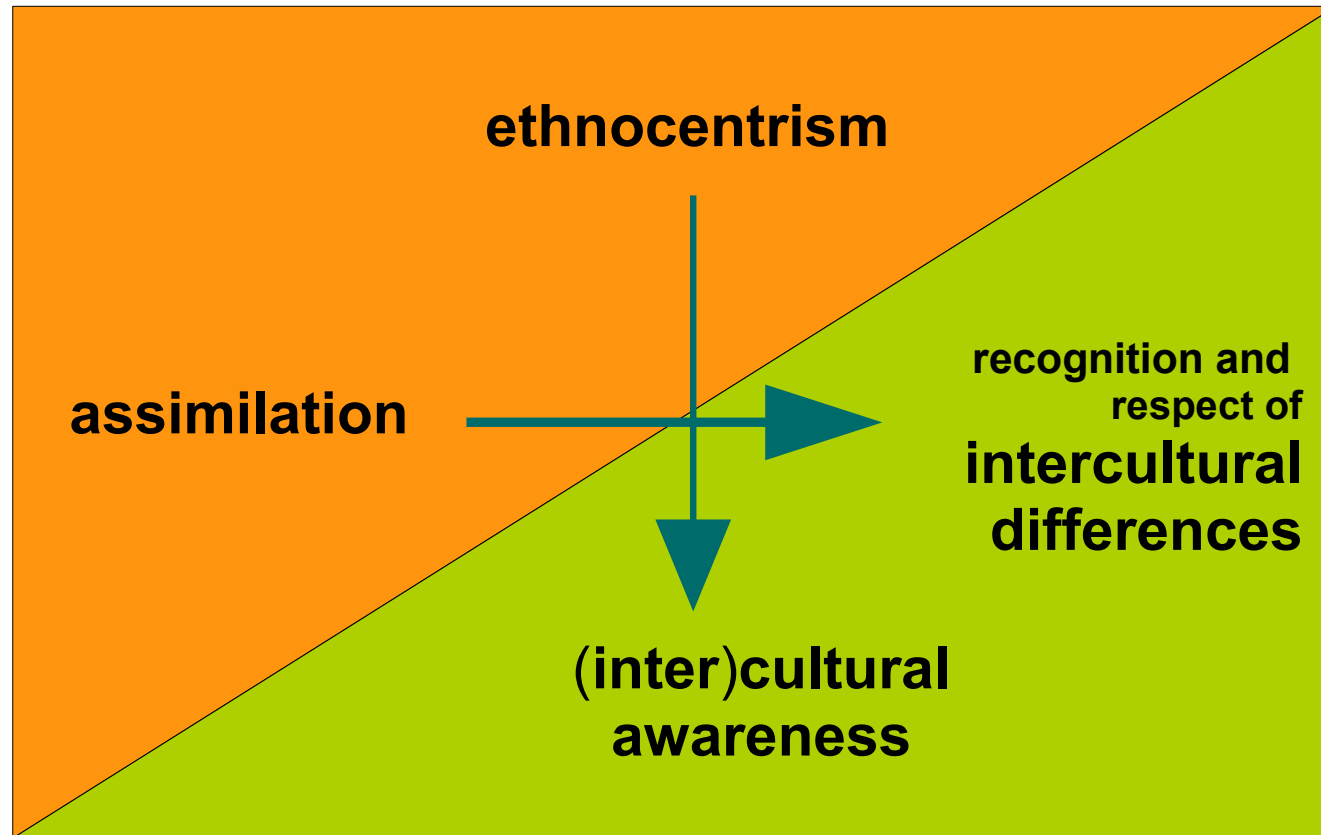 ethnocentrism
assimilation
recognition and
respect of
intercultural
differences
(inter)cultural
awareness